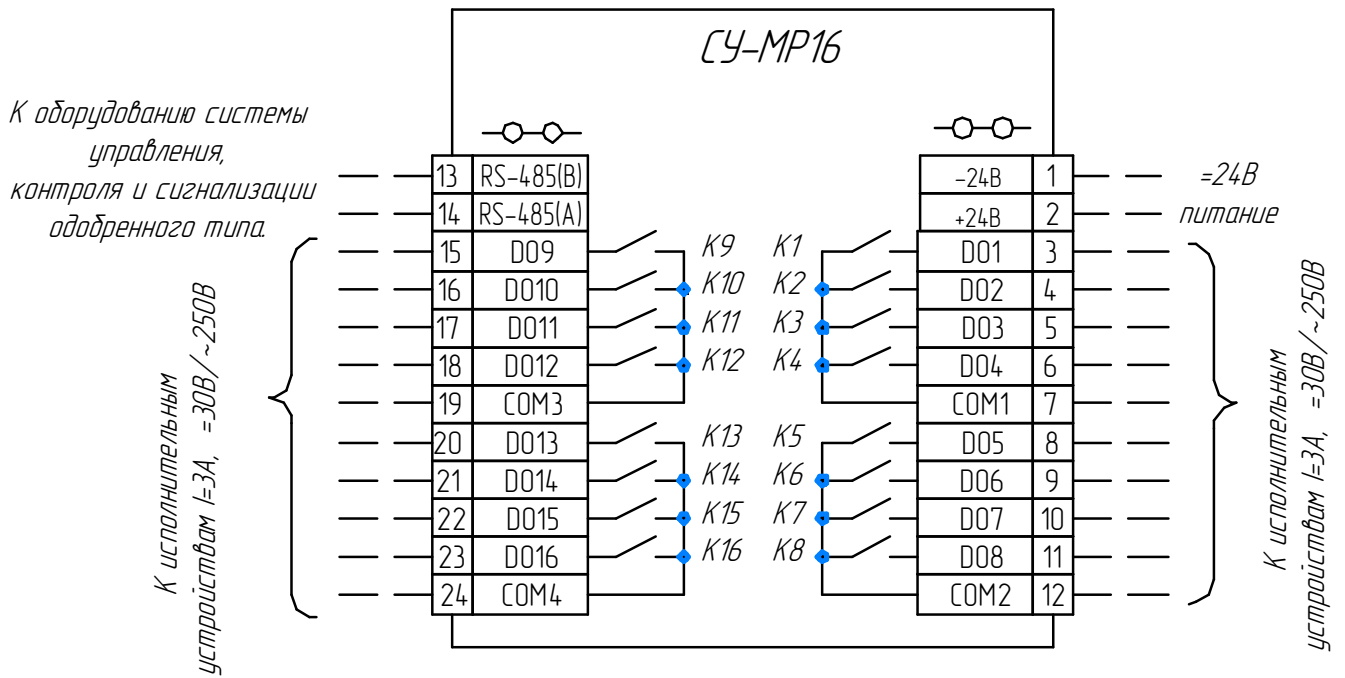 СУ-МР16
К оборудованию системы
управления,
контроля и сигнализации
одобренного типа.
13 RS-485(B)
14 RS-485(A)
15 DO9 K9
16 DO10 K10
17 DO11 K11
18 DO12 K12
19 COM3
20 DO13 K13
21 DO14 K14
22 DO15 K15
23 DO16 K16
24 COM4
К исполнительным
устройствам I=3А, =30В/~250В
-24В 1
+24В 2
K1 DO1 3
K2 DO2 4
K3 DO3 5
K4 DO4 6
COM1 7
K5 DO5 8
K6 DO6 9
K7 DO7 10
K8 DO8 11
COM2 12
=24В
питание
К исполнительным
устройствам I=3А, =30В/~250В